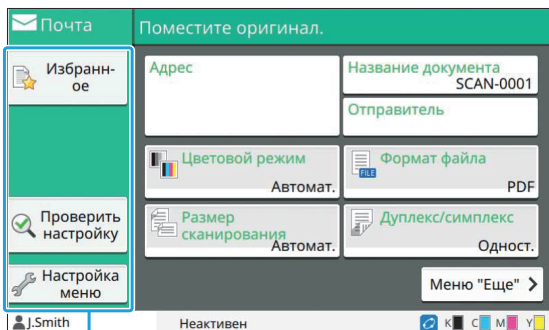 Почта
Поместите оригинал.
Избранн-
ое
Проверить
настройку
Настройка
меню
Адрес
Название документа
SCAN-0001
Отправитель
Цветовой режим
Автомат.
Формат файла
FILE
PDF
Размер
сканирования
Автомат.
Дуплекс/симплекс
Одност.
Меню "Еще"
J.Smith
Неактивен
K C M Y